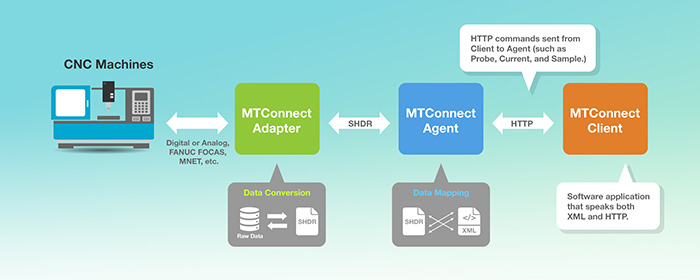 HTTP commands sent from
Client to Agent (such as
Probe, Current, and Sample.)
CNC Machines
MTConnect
Adapter
SHDR
MTConnect
Agent
HTTP
MTConnect
Client
Digital or Analog,
FANUC FOCAS,
MNET, etc.
Data Conversion
Raw Data
SHDR
Data Mapping
SHDR
</>
XML
Software application
that speaks both
XML and HTTP.